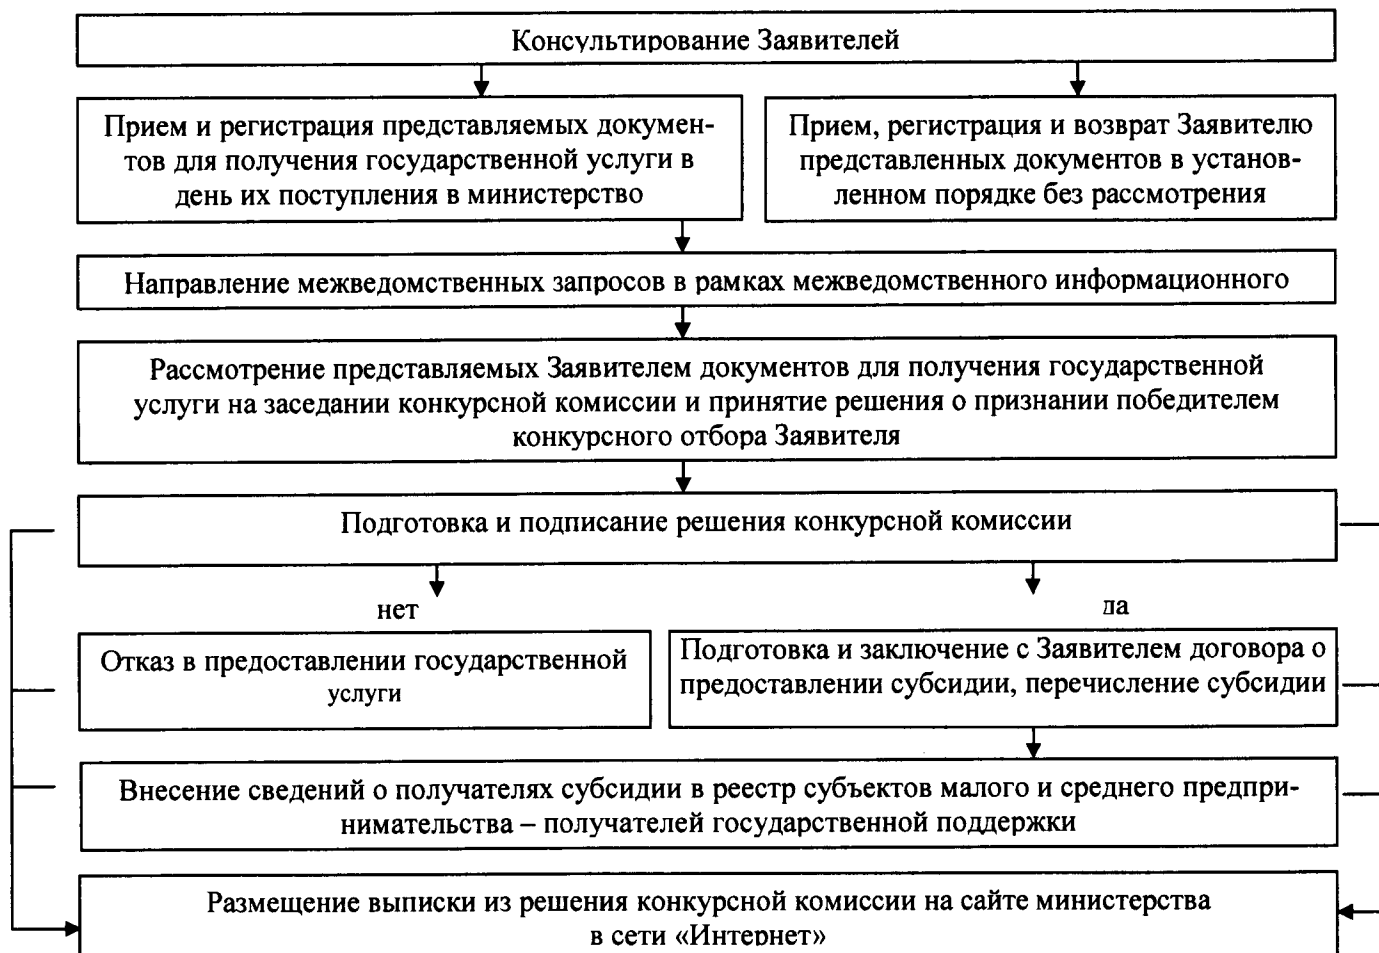 Консультирование Заявителей
Прием и регистрация представляемых докумен-
тов для получения государственной услуги в
день их поступления в министерство
Прием, регистрация и возврат Заявителю
представленных документов в установ-
ленном порядке без рассмотрения
Направление межведомственных запросов в рамках межведомственного информационного
Рассмотрение представляемых Заявителем документов для получения государственной
услуги на заседании конкурсной комиссии и принятие решения о признании победителем
конкурсного отбора Заявителя
Подготовка и подписание решения конкурсной комиссии
нет
да
Отказ в предоставлении государственной
услуги
Подготовка и заключение с Заявителем договора о
предоставлении субсидии, перечисление субсидии
Внесение сведений о получателях субсидии в реестр субъектов малого и среднего предпри-
нимательства – получателей государственной поддержки
Размещение выписки из решения конкурсной комиссии на сайте министерства
в сети «Интернет»